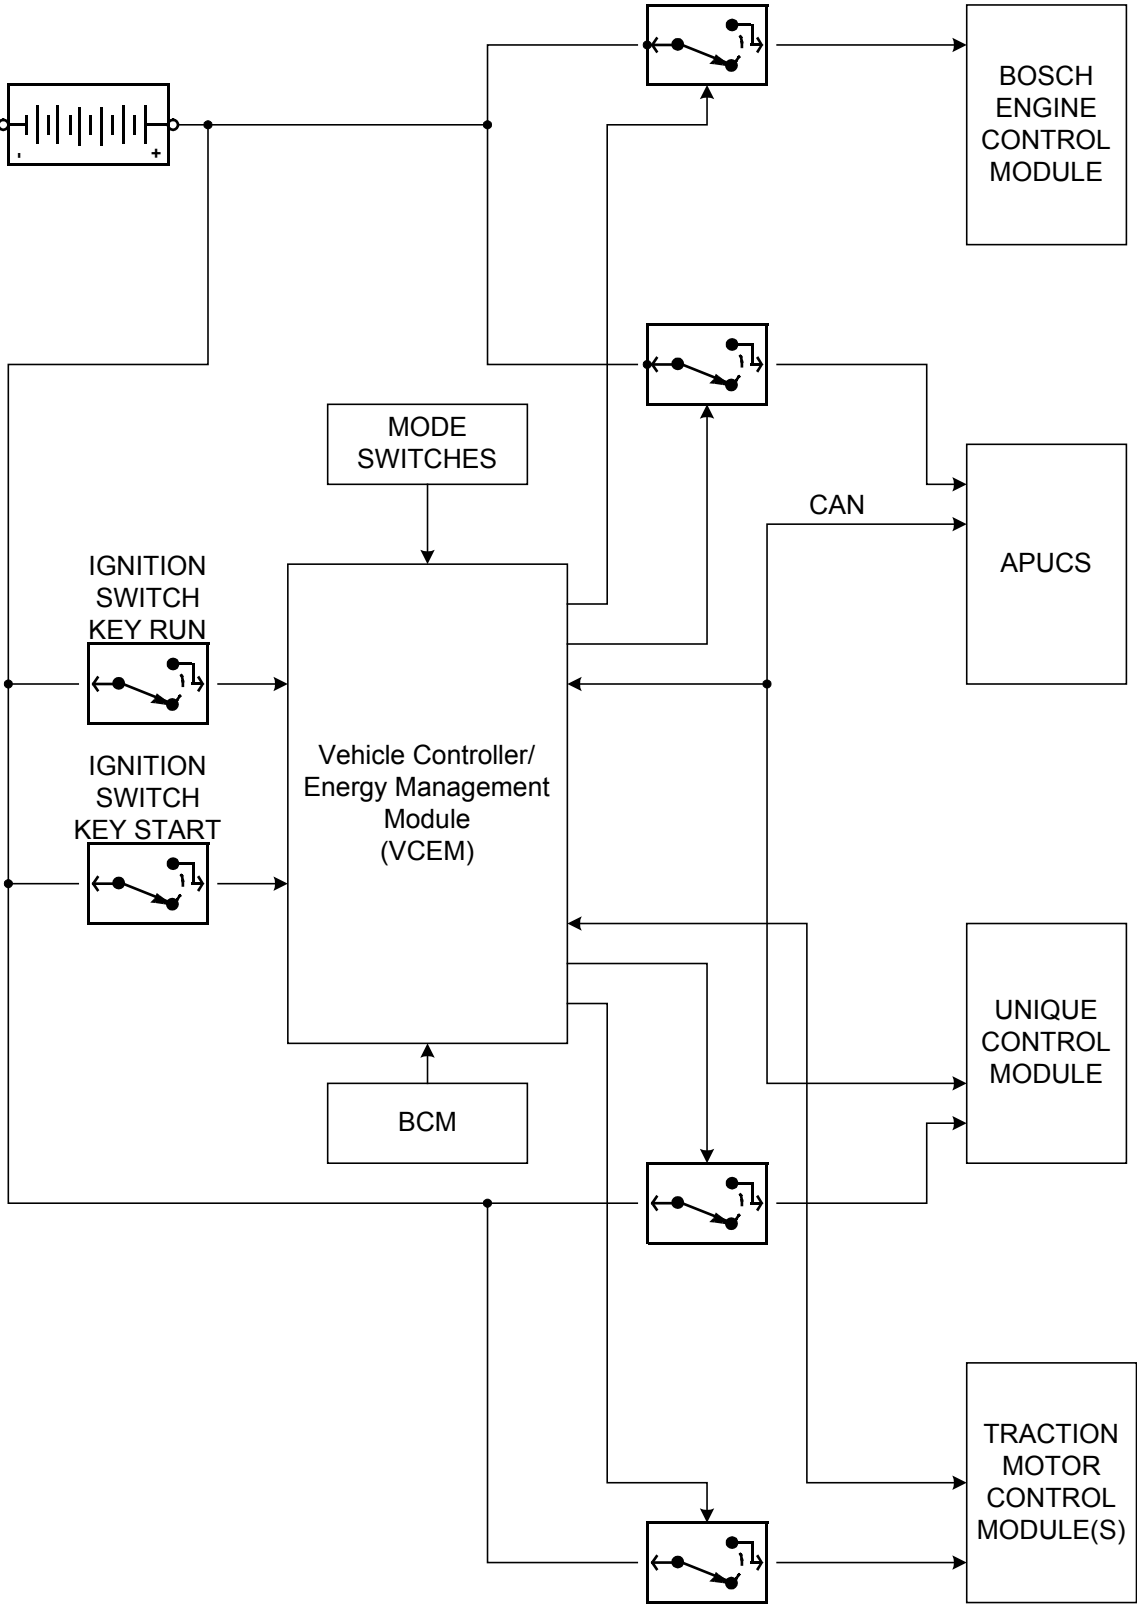 BOSCH
ENGINE
CONTROL
MODULE
- +
MODE
SWITCHES
CAN
APUCS
IGNITION
SWITCH
KEY RUN
Vehicle Controller/
Energy Management
Module
(VCEM)
IGNITION
SWITCH
KEY START
UNIQUE
CONTROL
MODULE
BCM
TRACTION
MOTOR
CONTROL
MODULE(S)